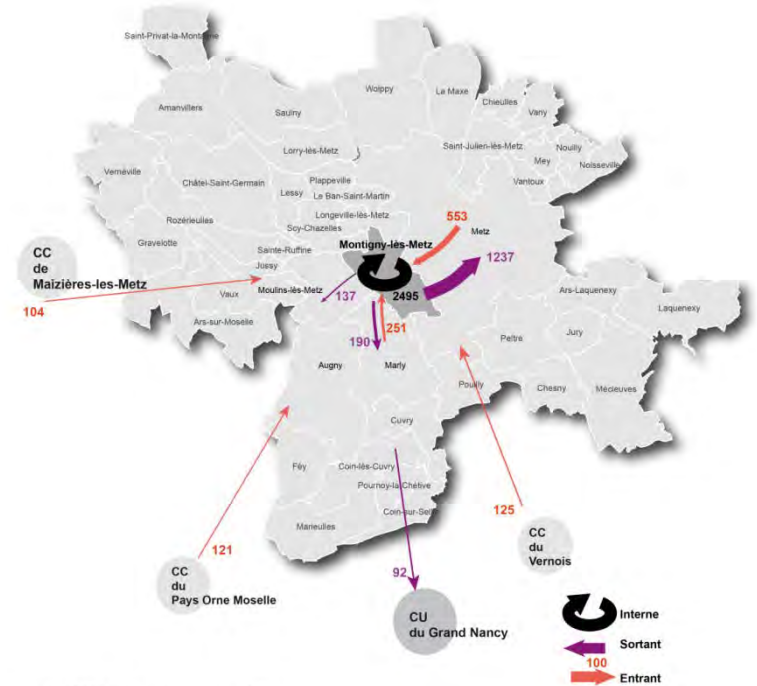 Saint-Privat-la-Montagne
Woippy
La Maxe
Amanvillers
Saulny
Chieulles
Vany
Lorry-lès-Metz
Saint-Julien-lès-Metz
Nouilly
Mey
Noisseville
Vernéville
Châtel-Saint-Germain
Plappeville
Vantoux
Lessy
Le Ban-Saint-Martin
Rozérieulles
Longeville-lès-Metz
553
Scy-Chazelles
Metz
Gravelotte
Montigny-lès-Metz
Sainte-Ruffine
1237
CC
de
Maizières-les-Metz
Jussy
Moulins-lès-Metz
137
2495
Ars-Laquenexy
Vaux
Laquenexy
104
Ars-sur-Moselle
251
190
Peltre
Jury
Augny
Marly
Pouilly
Chesny
Mécleuves
Cuvry
Féy
Coin-lès-Cuvry
Pournoy-la-Chétive
Coin-sur-Seil
Marieulles
125
CC
du
Vernois
121
CC
du
Pays Orne Moselle
92
CU
du Grand Nancy
Interne
Sortant
100
Entrant